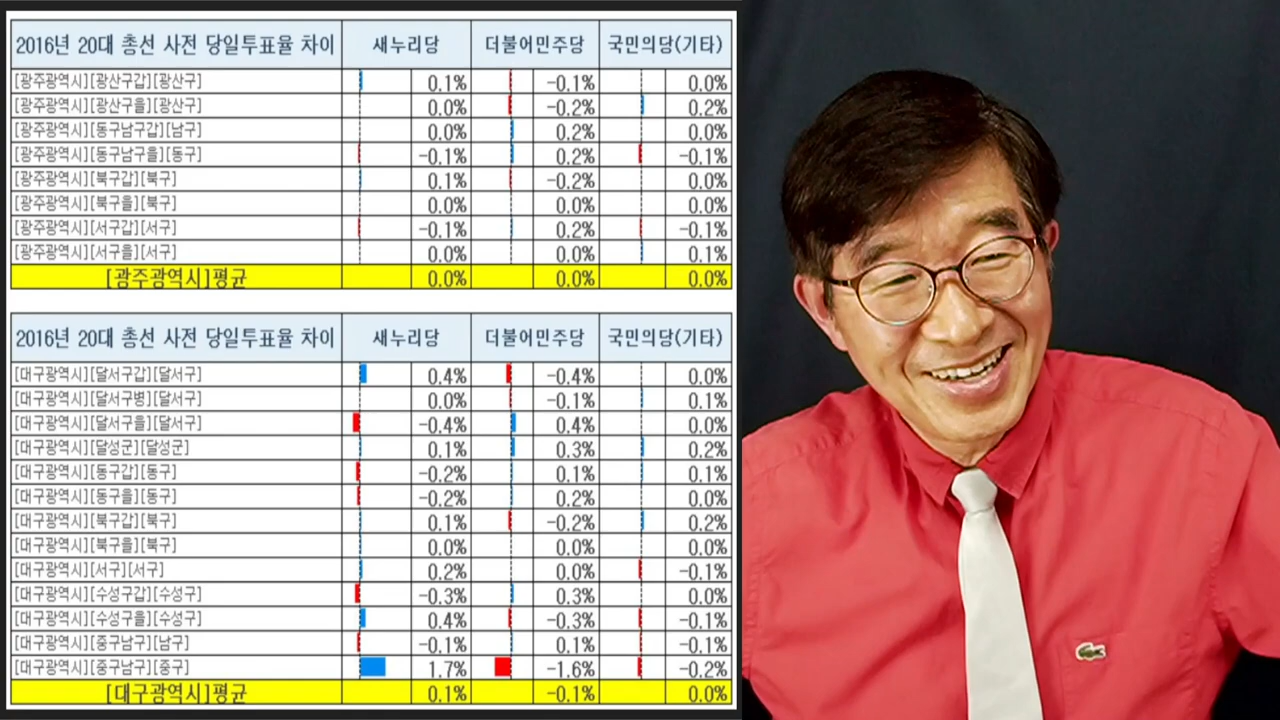 2016년 20대 총선 사전 당일투표율 차이 새누리당 더불어민주당 국민의당(기타)
[광주광역시][광산구갑][광산구] 0.1% -0.1% 0.0%
[광주광역시][광산구을][광산구] 0.0% -0.2% 0.2%
[광주광역시][동구남구갑][남구] 0.0% 0.2% 0.0%
[광주광역시][동구남구을][동구] -0.1% 0.2% -0.1%
[광주광역시][북구갑][북구] 0.1% -0.2% 0.0%
[광주광역시][북구을][북구] 0.0% 0.0% 0.0%
[광주광역시][서구갑][서구] -0.1% 0.2% -0.1%
[광주광역시][서구을][서구] 0.0% 0.0% 0.1%
[광주광역시]평균 0.0% 0.0% 0.0%
2016년 20대 총선 사전 당일투표율 차이 새누리당 더불어민주당 국민의당(기타)
[대구광역시][달서구갑][달서구] 0.4% -0.4% 0.0%
[대구광역시][달서구병][달서구] 0.0% -0.1% 0.1%
[대구광역시][달서구을][달서구] -0.4% 0.4% 0.0%
[대구광역시][달성군][달성군] 0.1% 0.3% 0.2%
[대구광역시][동구갑][동구] -0.2% 0.1% 0.1%
[대구광역시][동구을][동구] -0.2% 0.2% 0.0%
[대구광역시][북구갑][북구] 0.1% -0.2% 0.2%
[대구광역시][북구을][북구] 0.0% 0.0% 0.0%
[대구광역시][서구][서구] 0.2% 0.0% -0.1%
[대구광역시][수성구갑][수성구] -0.3% 0.3% 0.0%
[대구광역시][수성구을][수성구] 0.4% -0.3% -0.1%
[대구광역시][중구남구][남구] -0.1% 0.1% -0.1%
[대구광역시][중구남구][중구] 1.7% -1.6% -0.2%
[대구광역시]평균 0.1% -0.1% 0.0%